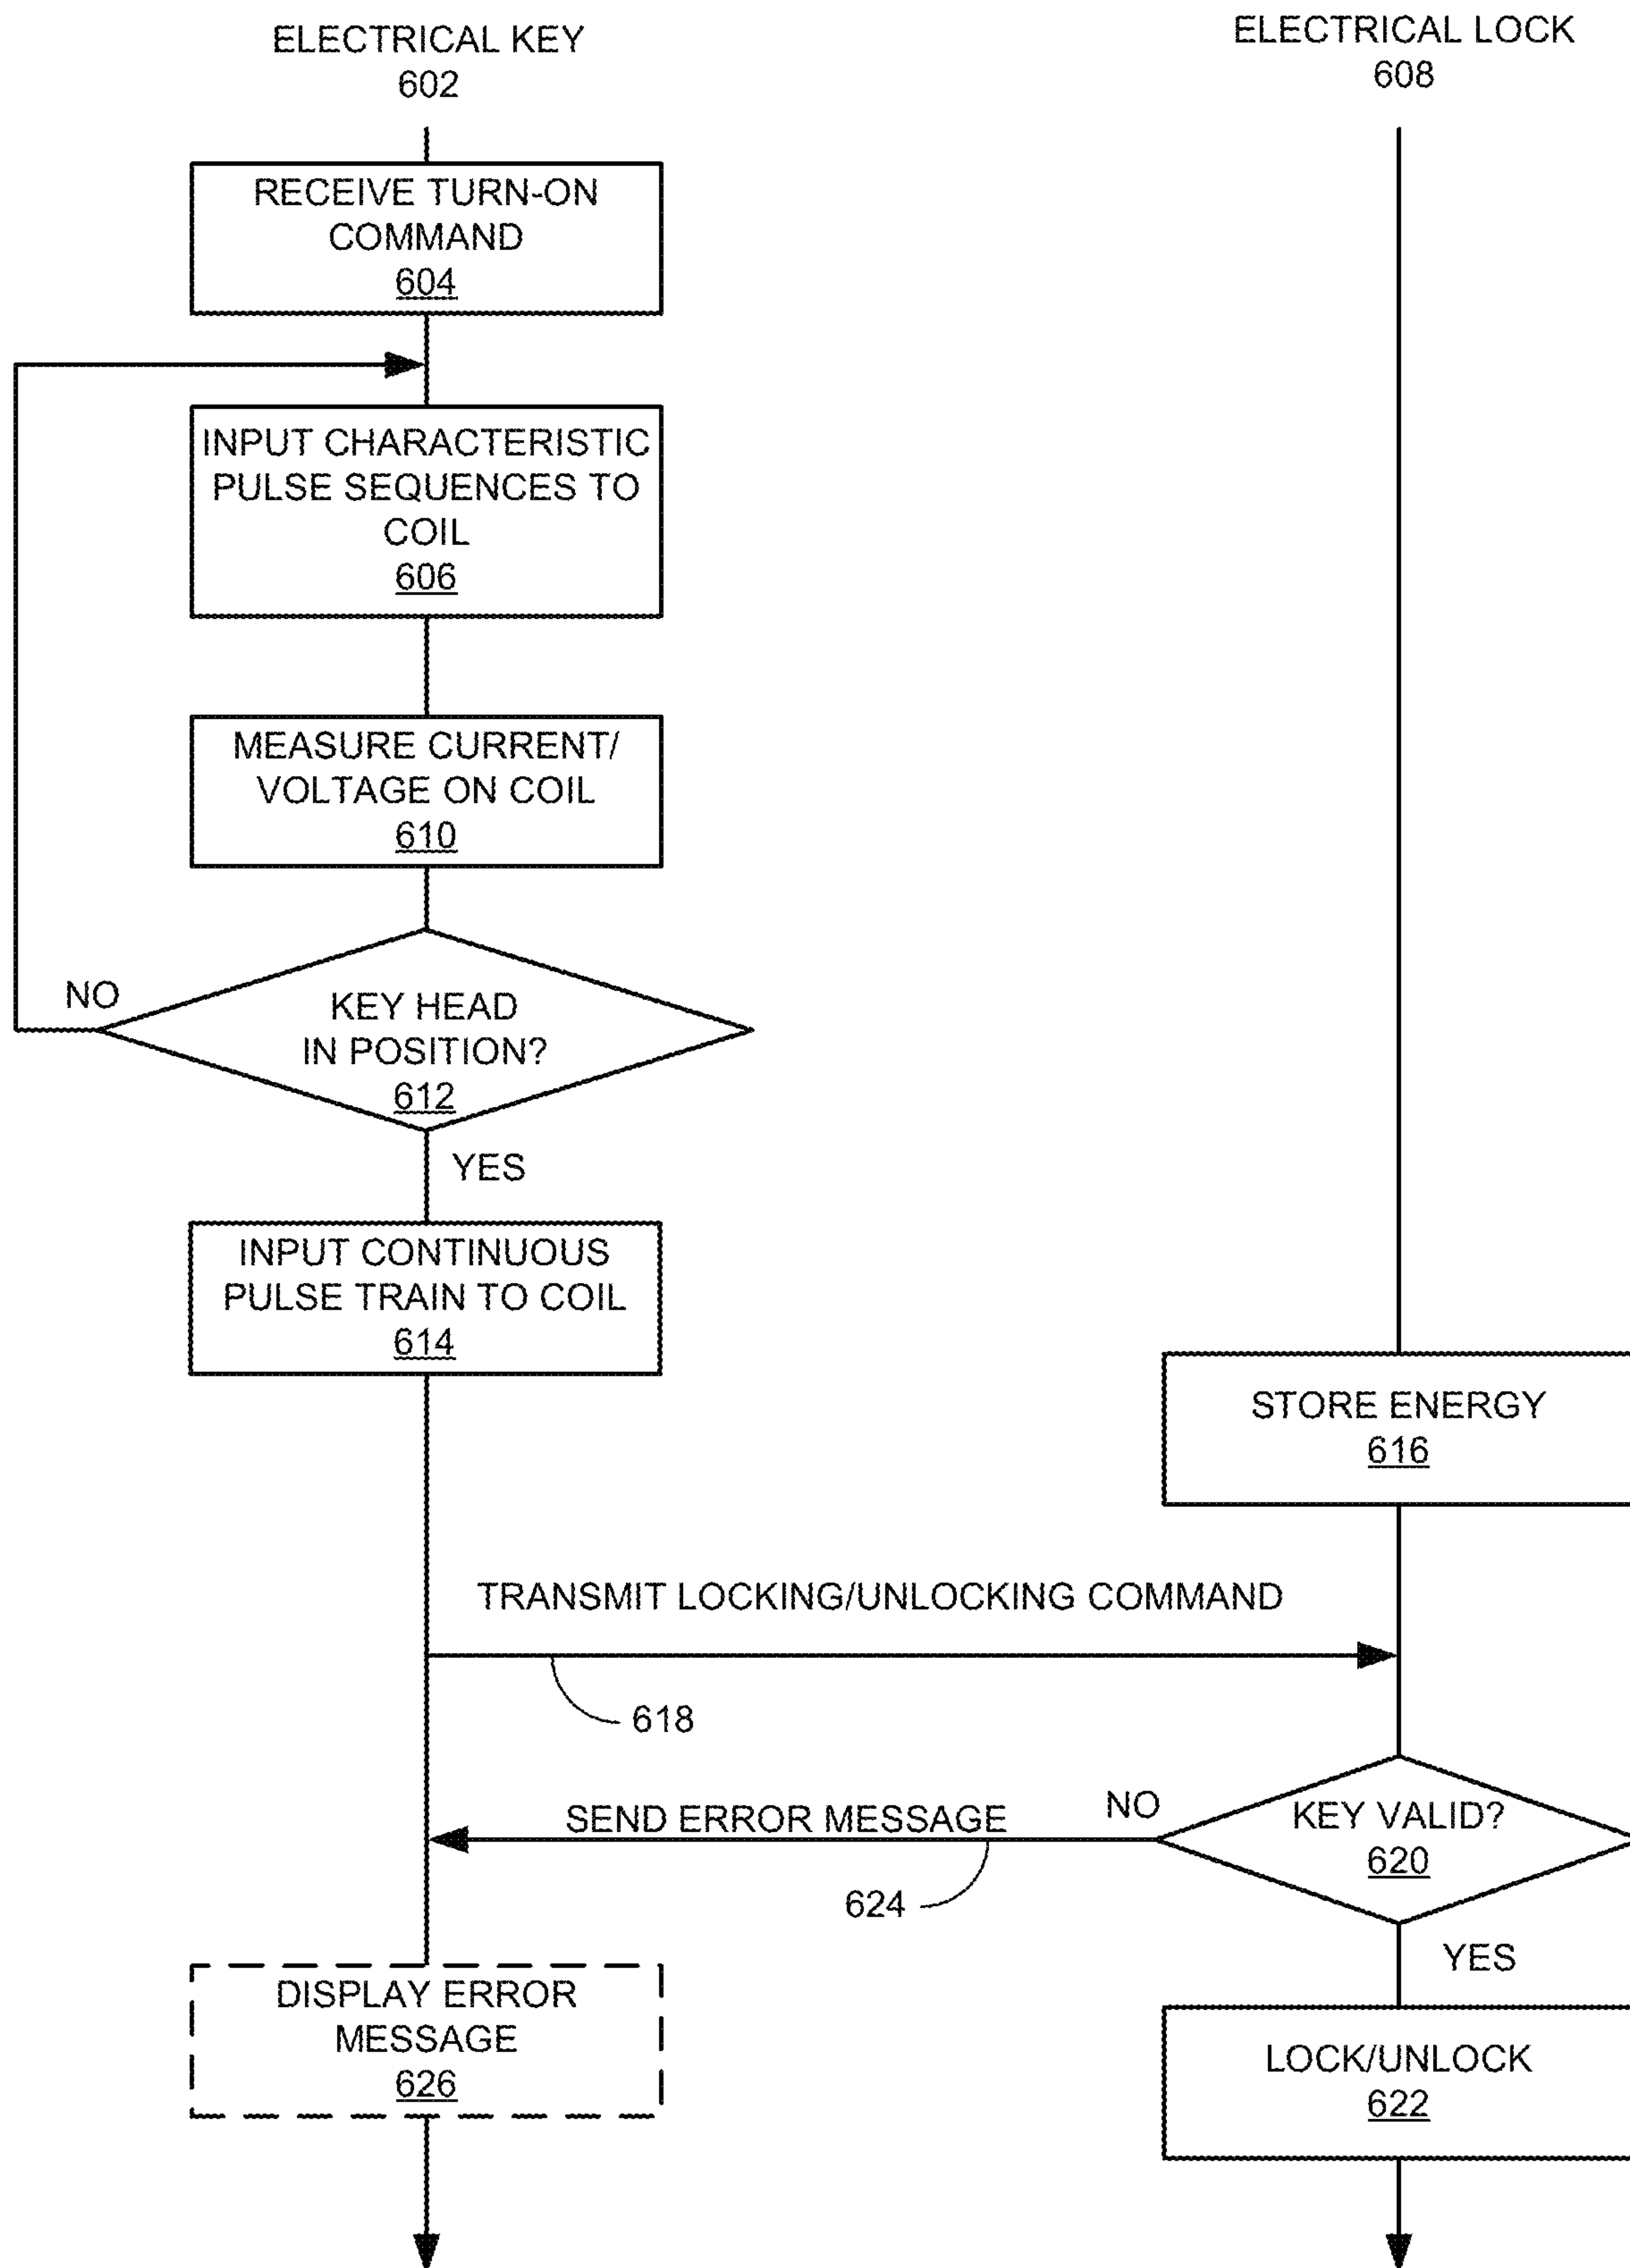 ELECTRICAL KEY
602
ELECTRICAL LOCK
608
RECEIVE TURN-ON
COMMAND
604
INPUT CHARACTERISTIC
PULSE SEQUENCES TO
COIL
606
MEASURE CURRENT/
VOLTAGE ON COIL
610
NO
KEY HEAD
IN POSITION?
612
YES
INPUT CONTINUOUS
PULSE TRAIN TO COIL
614
STORE ENERGY
616
TRANSMIT LOCKING/UNLOCKING COMMAND
618
SEND ERROR MESSAGE
NO
KEY VALID?
620
624
YES
DISPLAY ERROR
MESSAGE
626
LOCK/UNLOCK
622